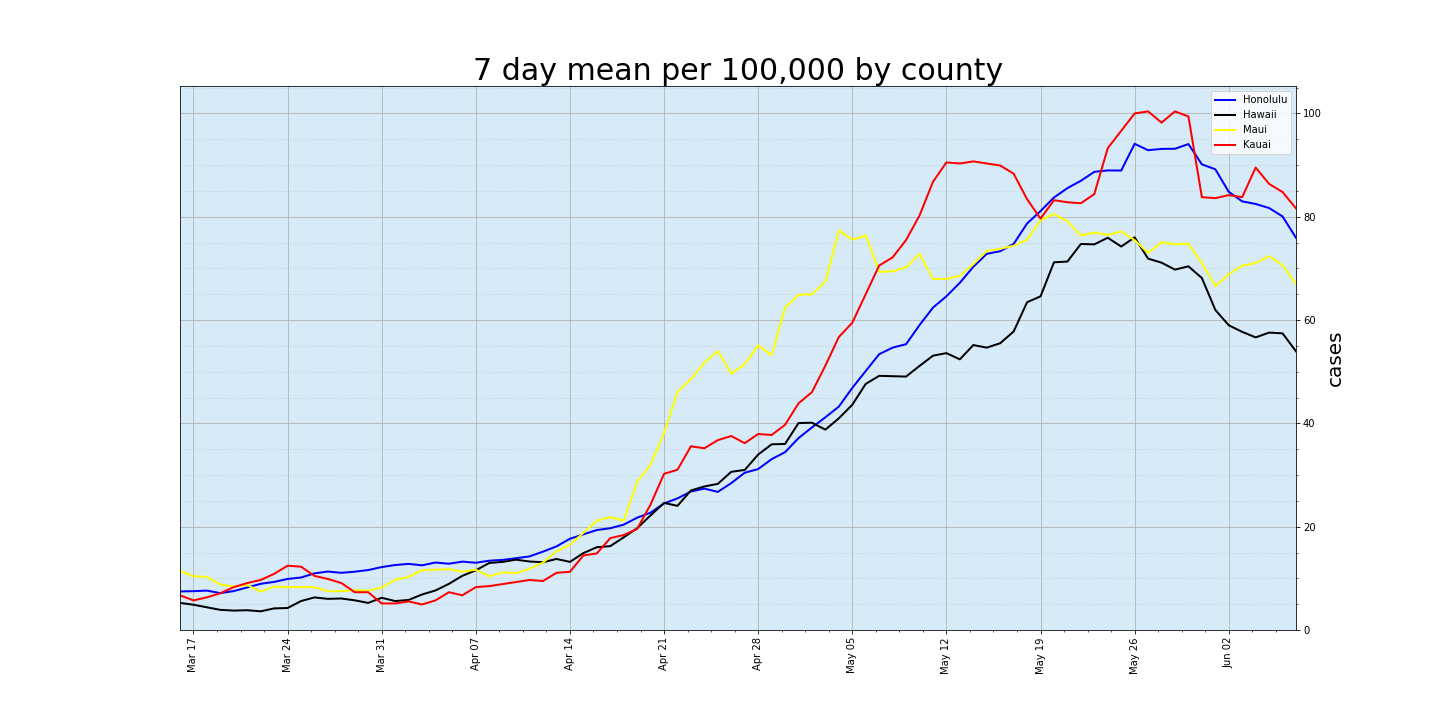 7 day mean per 100,000 by county
Honolulu
Hawaii
Maui
Kauai
100
80
60
40
20
0
cases
Mar 17
Mar 24
Mar 31
Apr 07
Apr 14
Apr 21
Apr 28
May 05
May 12
May 19
May 26
Jun 02